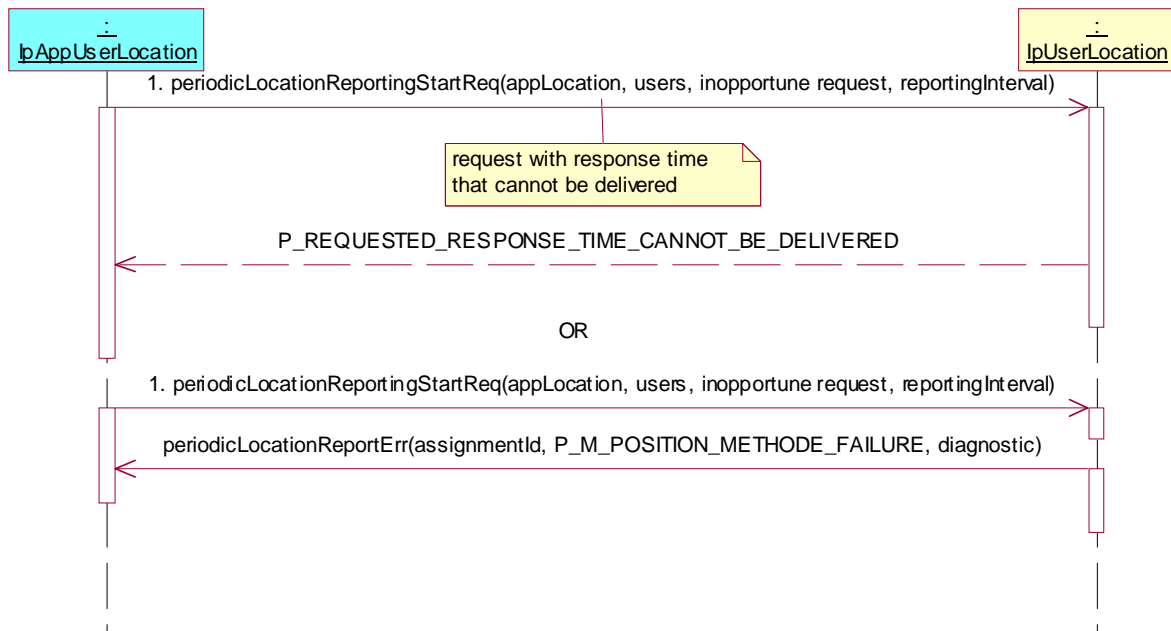 :
IpAppUserLocation
:
IpUserLocation
1. periodicLocationReportingStartReq(appLocation, users, inopportune request, reportingInterval)
request with response time
that cannot be delivered
P_REQUESTED_RESPONSE_TIME_CANNOT_BE_DELIVERED
OR
1. periodicLocationReportingStartReq(appLocation, users, inopportune request, reportingInterval)
periodicLocationReportErr(assignmentId, P_M_POSITION_METHODE_FAILURE, diagnostic)